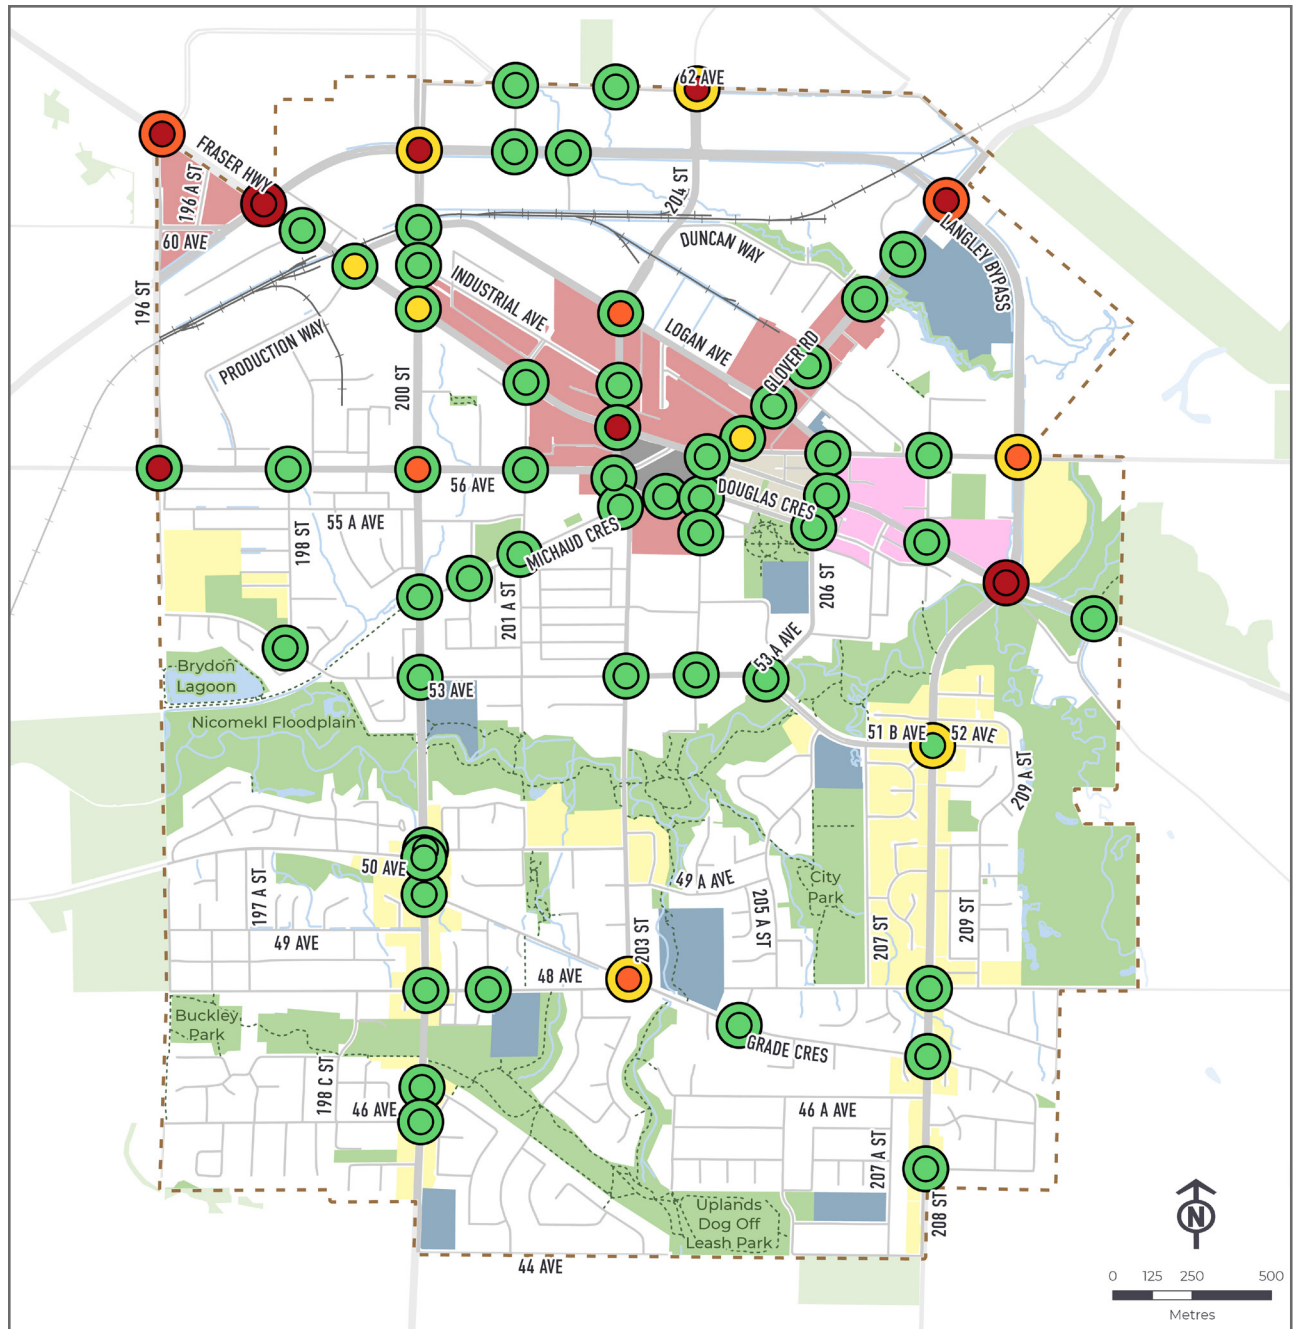 62 AVE
FRASER HWY
196 A ST
204 ST
60 AVE
DUNCAN WAY
LANGLEY BYPASS
196 ST
INDUSTRIAL AVE
LOGAN AVE
GLOVER RD
PRODUCTION WAY
200 ST
56 AVE
DOUGLAS CRES
55 A AVE
198 ST
MICHAUD CRES
201 A ST
206 ST
53 A AVE
Brydon
Lagoon
53 AVE
Nicomekl Floodplain
51 B AVE
52 AVE
209 A ST
50 AVE
197 A ST
49 A AVE
City
Park
205 A ST
207 ST
209 ST
49 AVE
203 ST
48 AVE
Buckley
Park
GRADE CRES
198 C ST
46 AVE
46 A AVE
207 A ST
208 ST
Uplands
Dog Off
Leash Park
44 AVE
N
0 125 250 500
Metres